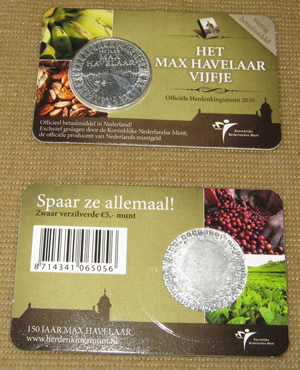 HET
MAX HAVELAAR
VIJFJE
Officiële Herdenkingsmunt 2010
HAVELAAR
Officieel betaalmiddel in Nederland!
Exclusief geslagen door de Koninklijke Nederlandse Munt,
de officiële producent van Nederlands muntgeld.
Koninklijke
Nederlandse Munt
Spaar ze allemaal!
Zwaar verzilverde €5,- munt
8 714341 065056
150 JAAR MAX HAVELAAR
www.herdenkingsmunt.nl
Koninklijke
Nederlandse Munt